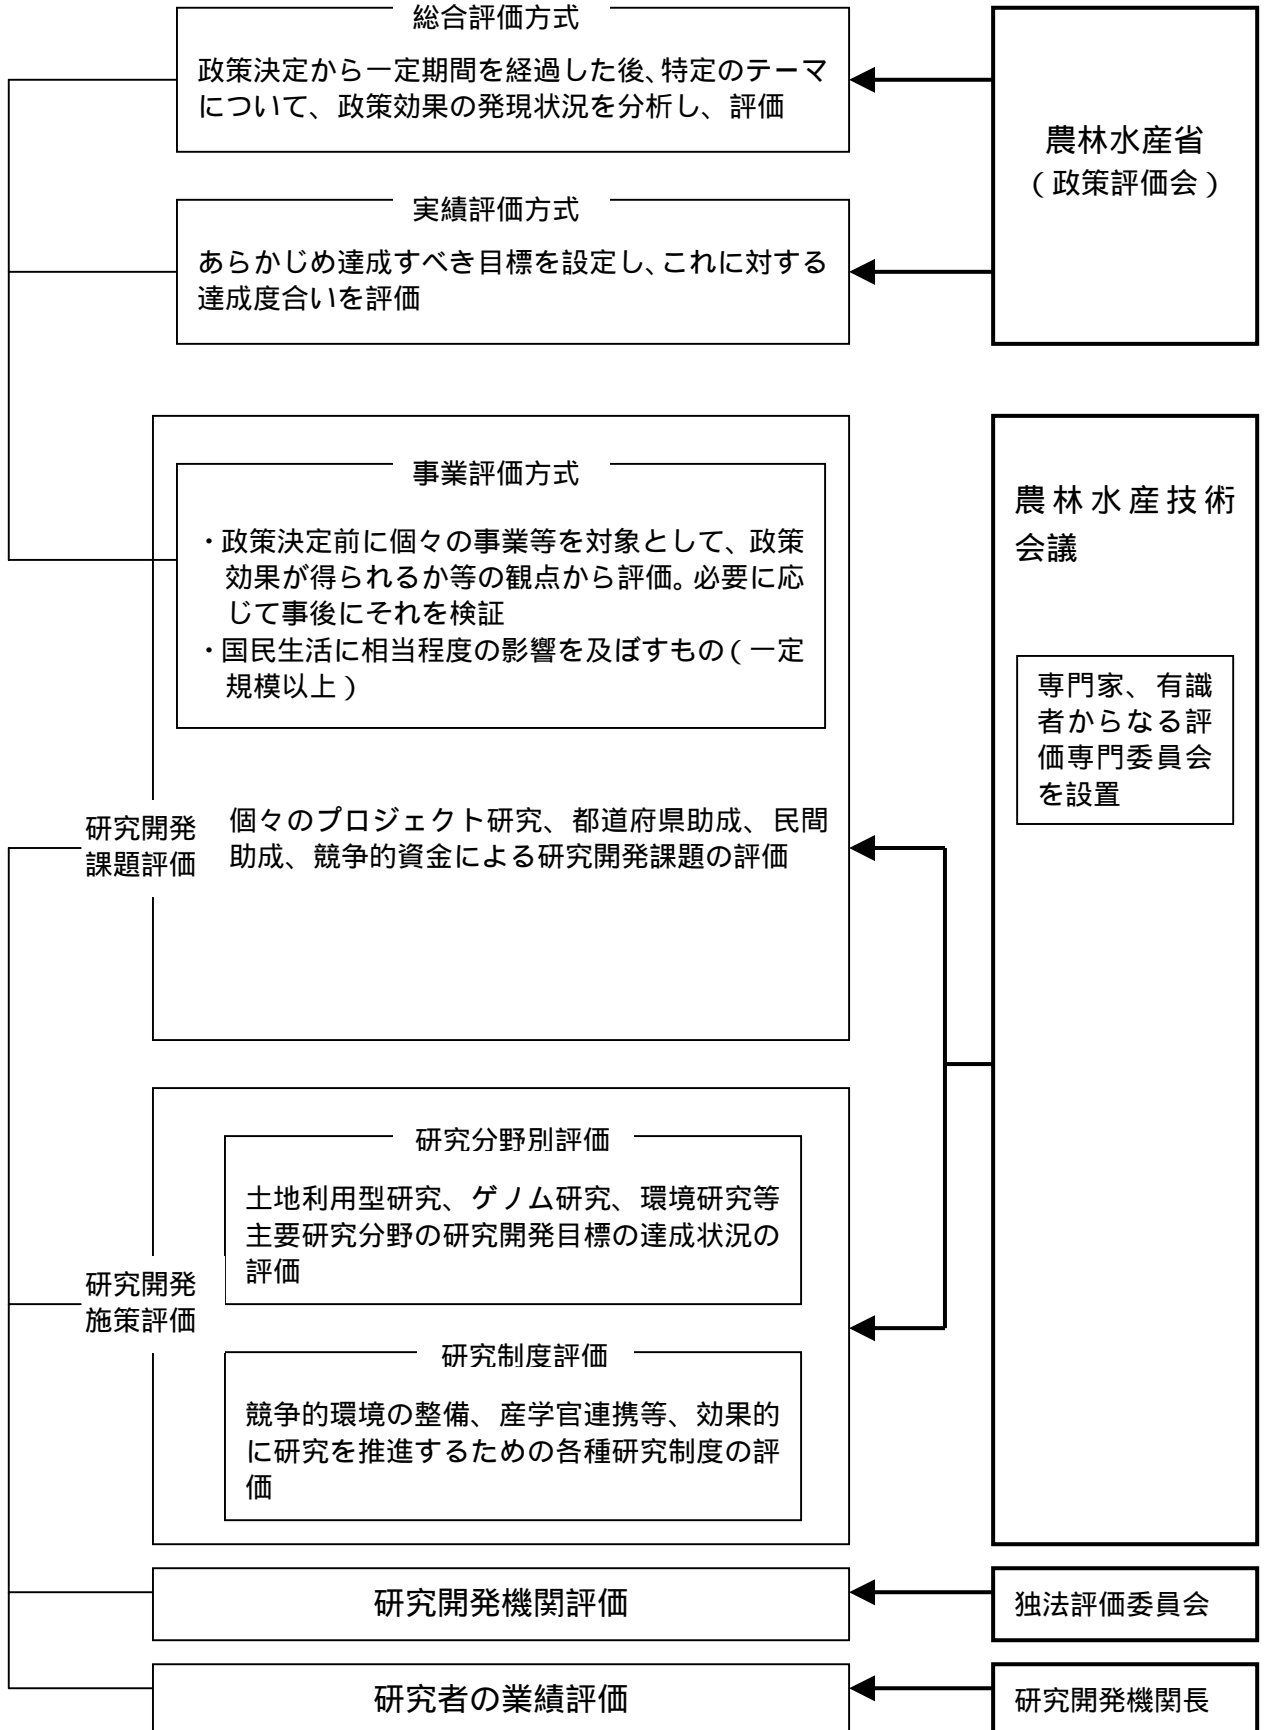 総合評価方式
政策決定から一定期間を経過した後、特定のテーマ
について、政策効果の発現状況を分析し、評価
農林水産省
（政策評価会）
実績評価方式
あらかじめ達成すべき目標を設定し、これに対する
達成度合いを評価
事業評価方式
・政策決定前に個々の事業等を対象として、政策
効果が得られるか等の観点から評価。必要に応
じて事後にそれを検証
・国民生活に相当程度の影響を及ぼすもの（一定
規模以上）
農林水産技術
会議
専門家、有識
者からなる評
価専門委員会
を設置
研究開発
課題評価
個々のプロジェクト研究、都道府県助成、民間
助成、競争的資金による研究開発課題の評価
研究分野別評価
土地利用型研究、ゲノム研究、環境研究等
主要研究分野の研究開発目標の達成状況の
評価
研究開発
施策評価
研究制度評価
競争的環境の整備、産学官連携等、効果的
に研究を推進するための各種研究制度の評
価
研究開発機関評価
独法評価委員会
研究者の業績評価
研究開発機関長